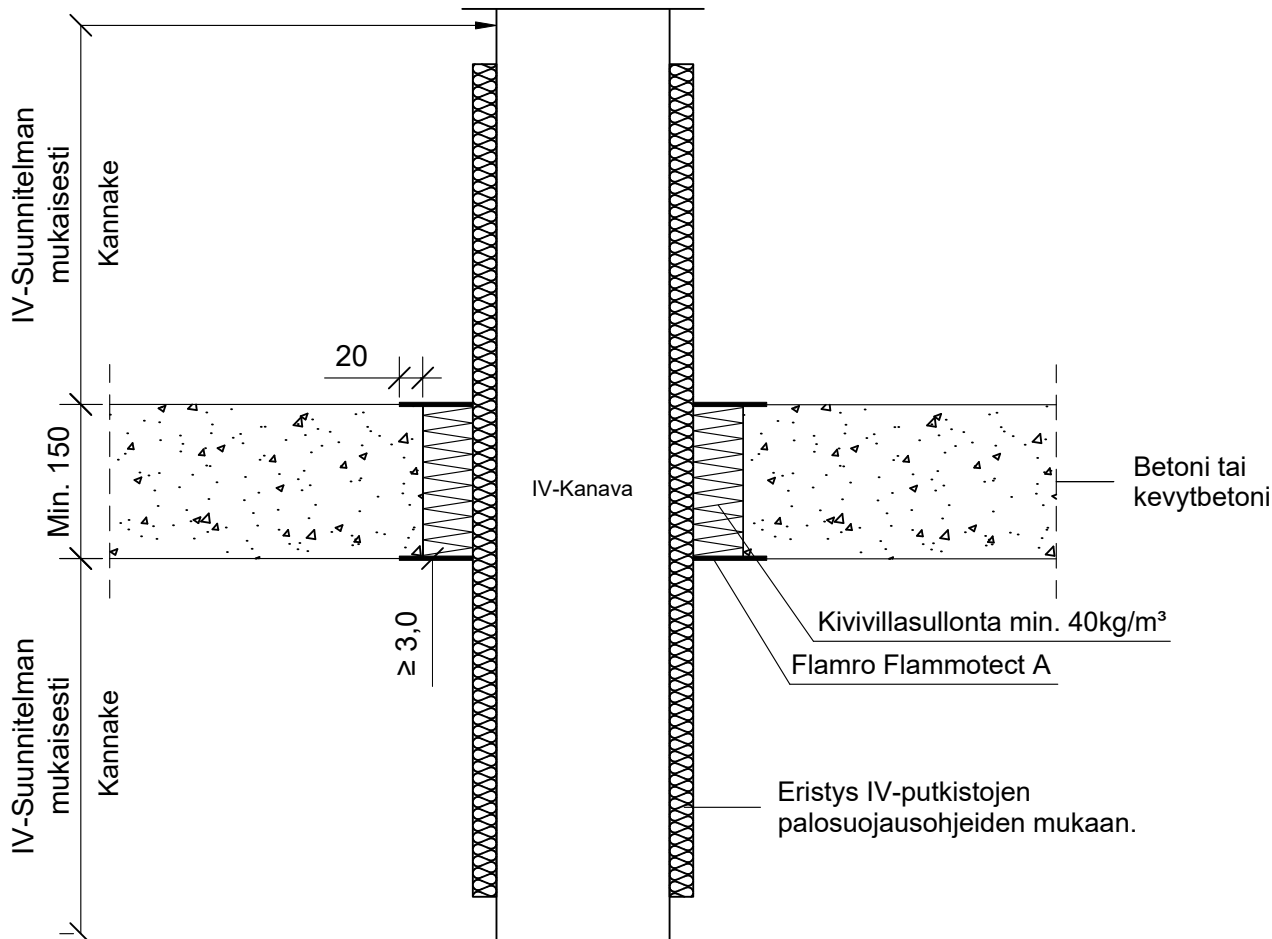 IV-Suunnitelman
mukaisesti
Kannake
20
Min. 150
IV-Kanava
Betoni tai
kevytbetoni
≥ 3,0
Kivivillasullonta min. 40kg/m³
Flamro Flammotect A
IV-Suunnitelman
mukaisesti
Kannake
Eristys IV-putkistojen
palosuojausohjeiden mukaan.